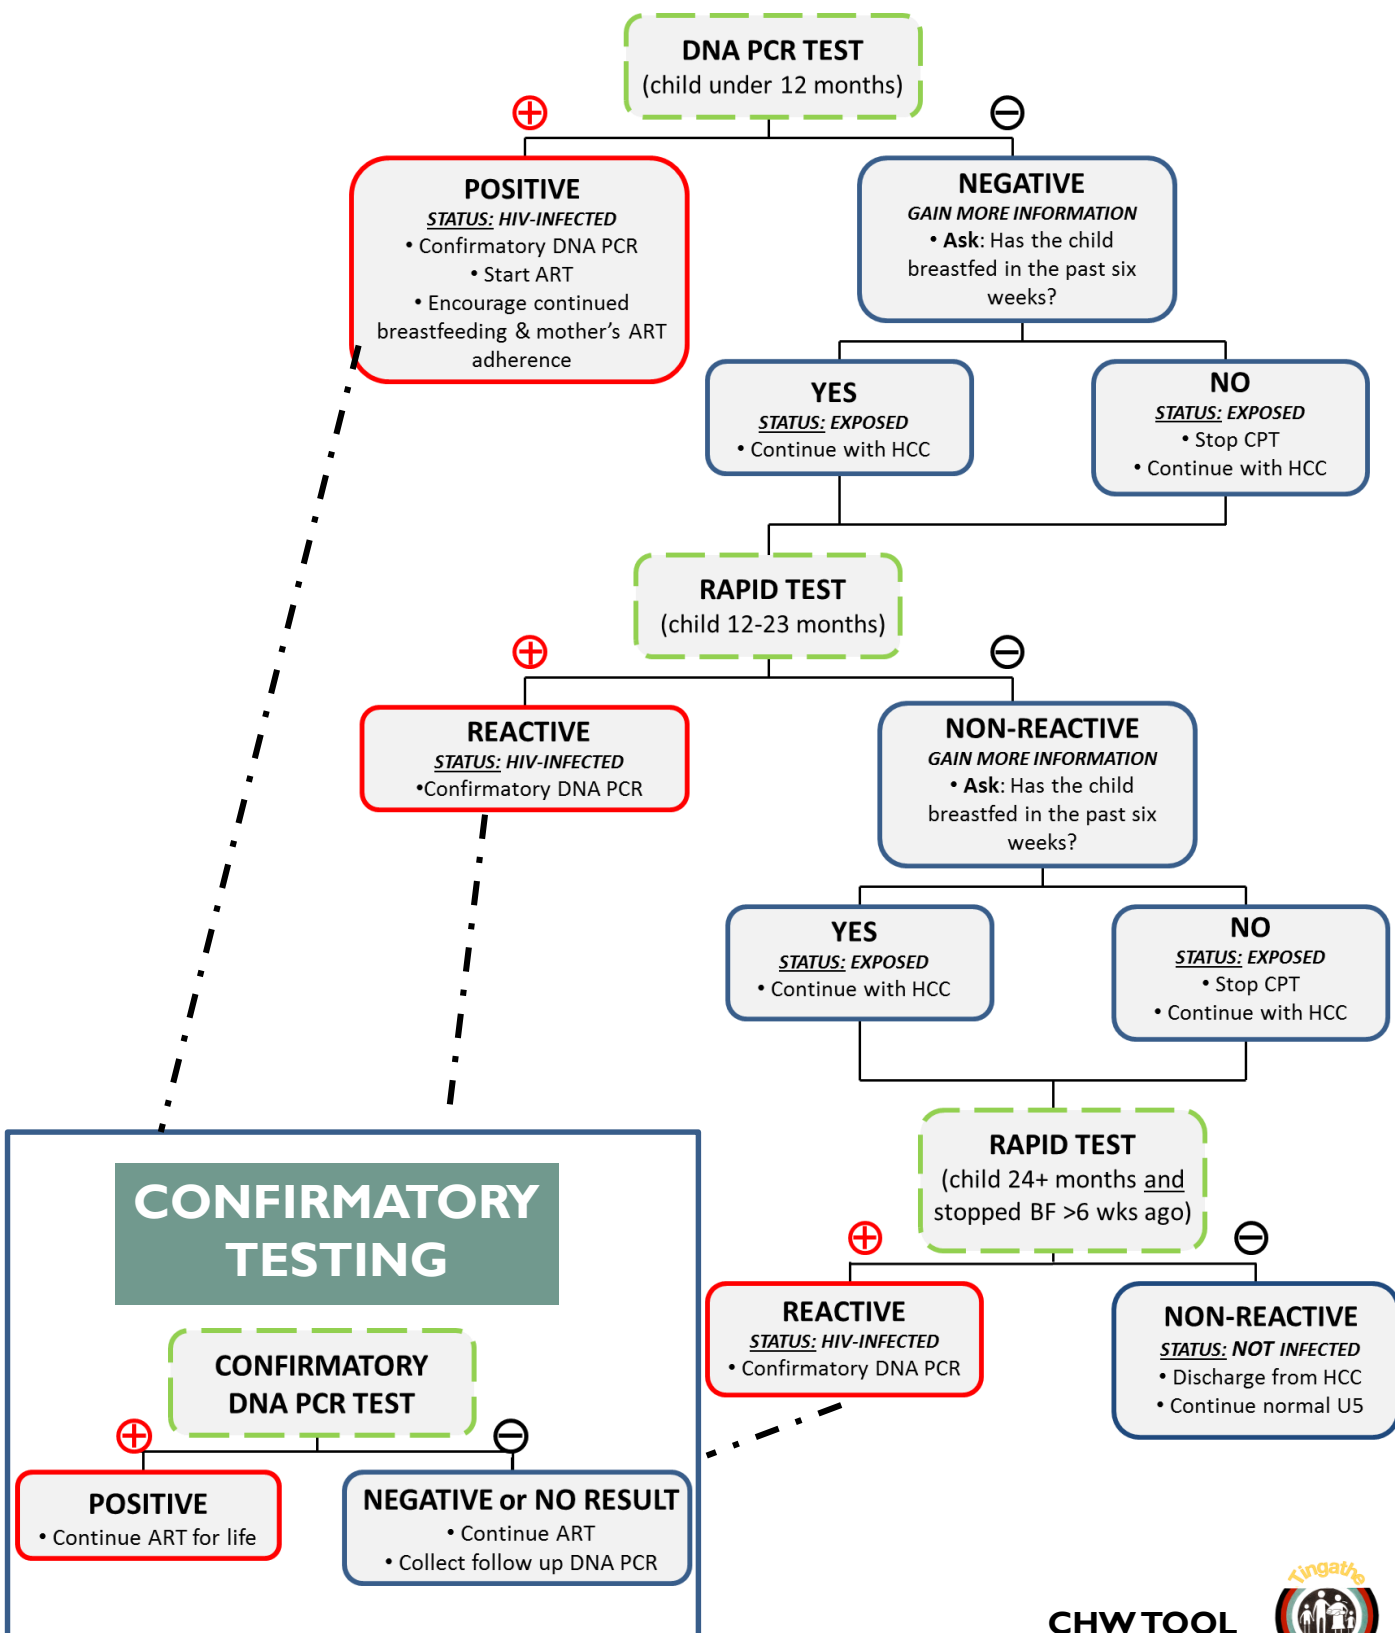 DNA PCR TEST
(child under 12 months)
POSITIVE
STATUS: HIV-INFECTED
• Confirmatory DNA PCR
• Start ART
• Encourage continued
breastfeeding & mother's ART
adherence
NEGATIVE
GAIN MORE INFORMATION
• Ask: Has the child
breastfed in the past six
weeks?
YES
STATUS: EXPOSED
• Continue with HCC
NO
STATUS: EXPOSED
• Stop CPT
• Continue with HCC
RAPID TEST
(child 12-23 months)
REACTIVE
STATUS: HIV-INFECTED
•Confirmatory DNA PCR
NON-REACTIVE
GAIN MORE INFORMATION
• Ask: Has the child
breastfed in the past six
weeks?
YES
STATUS: EXPOSED
• Continue with HCC
NO
STATUS: EXPOSED
• Stop CPT
• Continue with HCC
RAPID TEST
(child 24+ months and
stopped BF >6 wks ago)
REACTIVE
STATUS: HIV-INFECTED
• Confirmatory DNA PCR
NON-REACTIVE
STATUS: NOT INFECTED
• Discharge from HCC
• Continue normal U5
CONFIRMATORY
TESTING
CONFIRMATORY
DNA PCR TEST
POSITIVE
• Continue ART for life
NEGATIVE or NO RESULT
• Continue ART
• Collect follow up DNA PCR
CHW TOOL
Tingathe